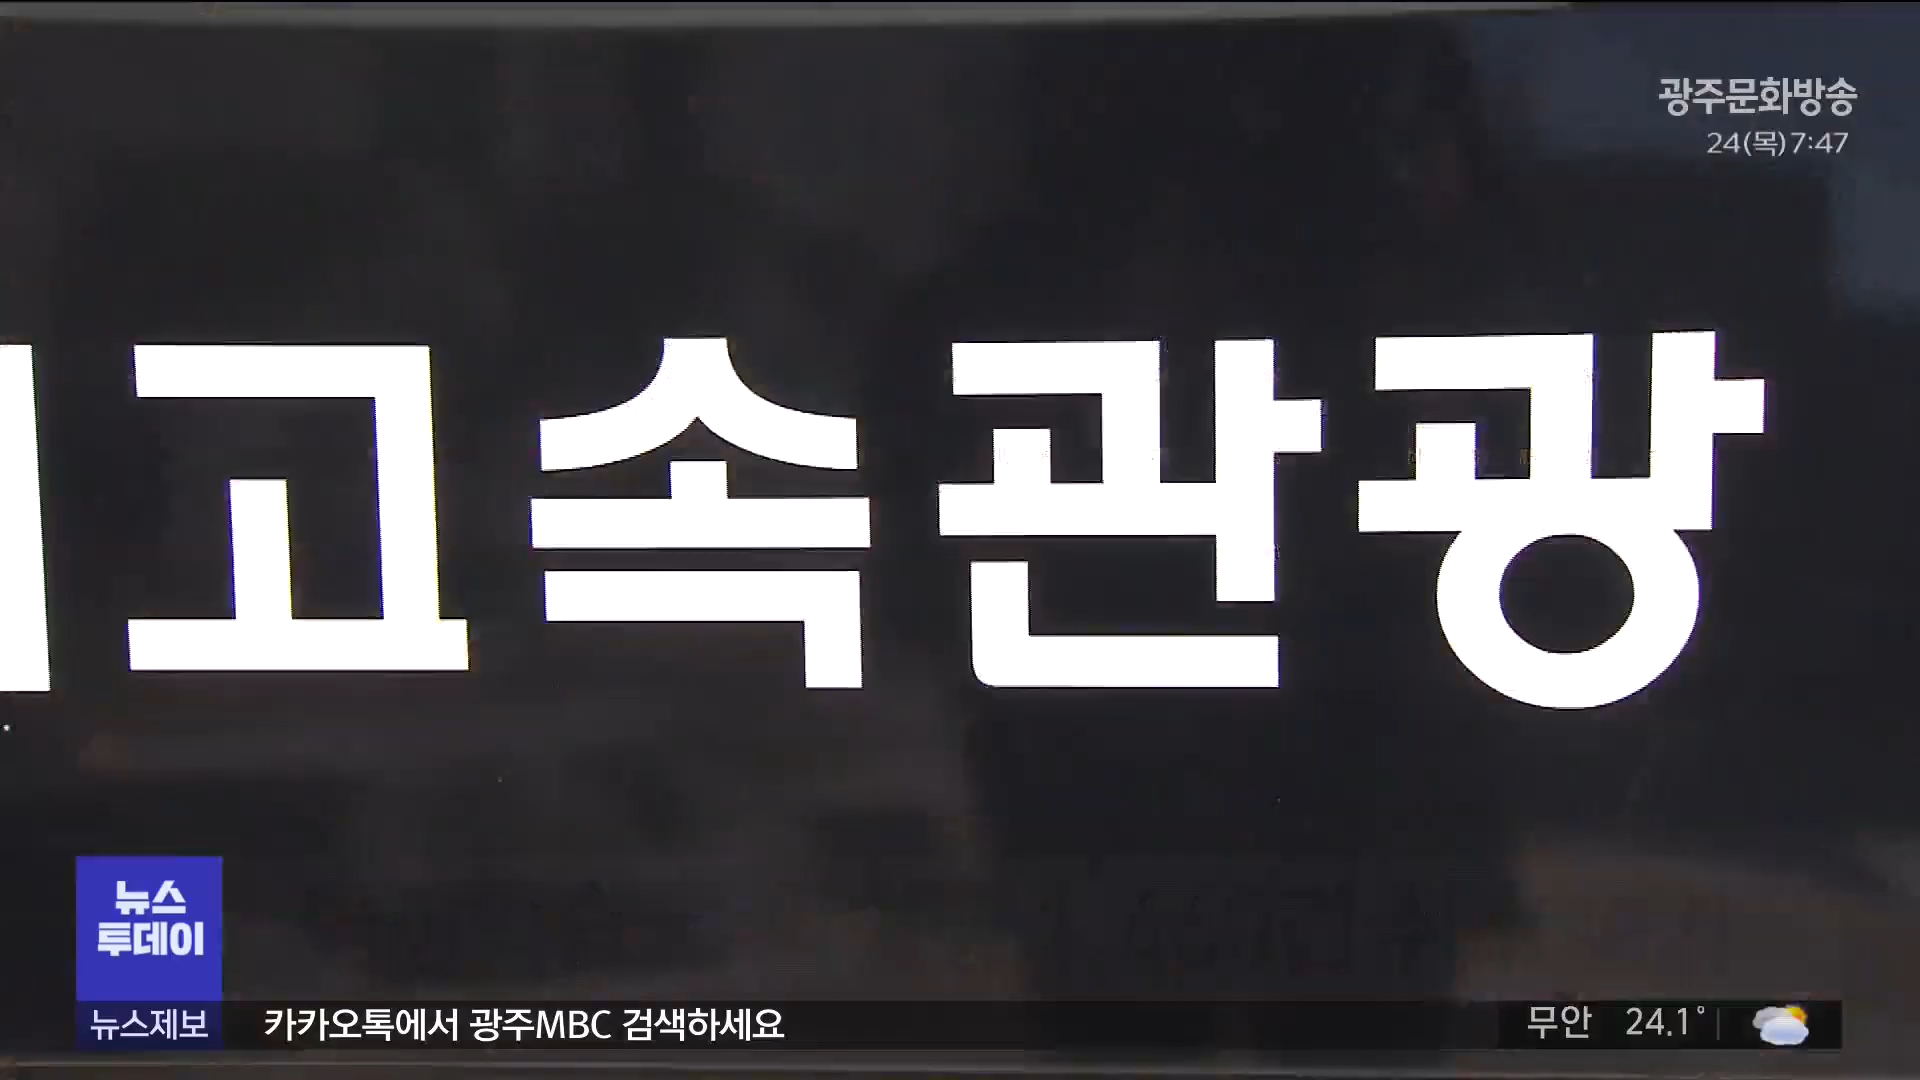 광주문화방송
24(목)7:47
고속관광
뉴스
투데이
뉴스제보 카카오톡에서 광주MBC 검색하세요
무안 24.1°